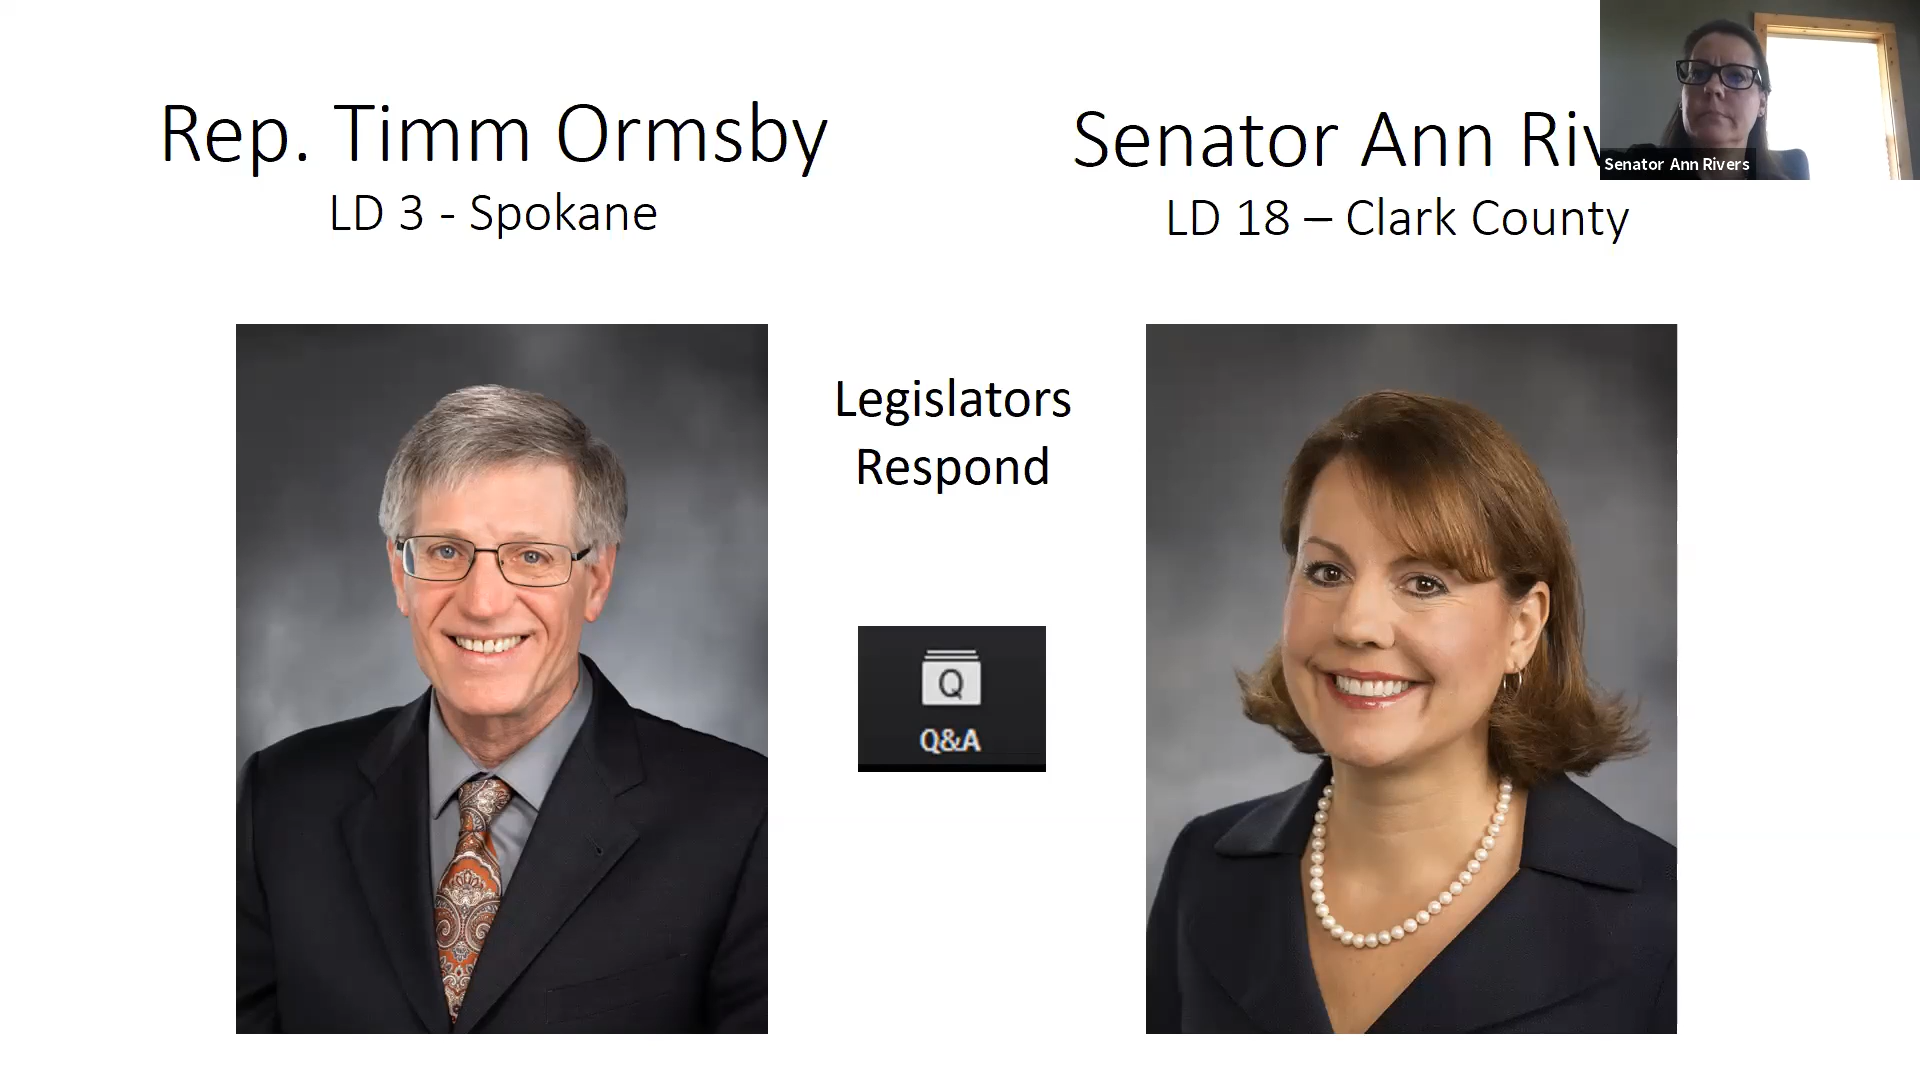 Rep. Timm Ormsby
LD 3 - Spokane
Senator Ann Riv
LD 18 – Clark County
Senator Ann Rivers
Legislators
Respond
Q
Q&A